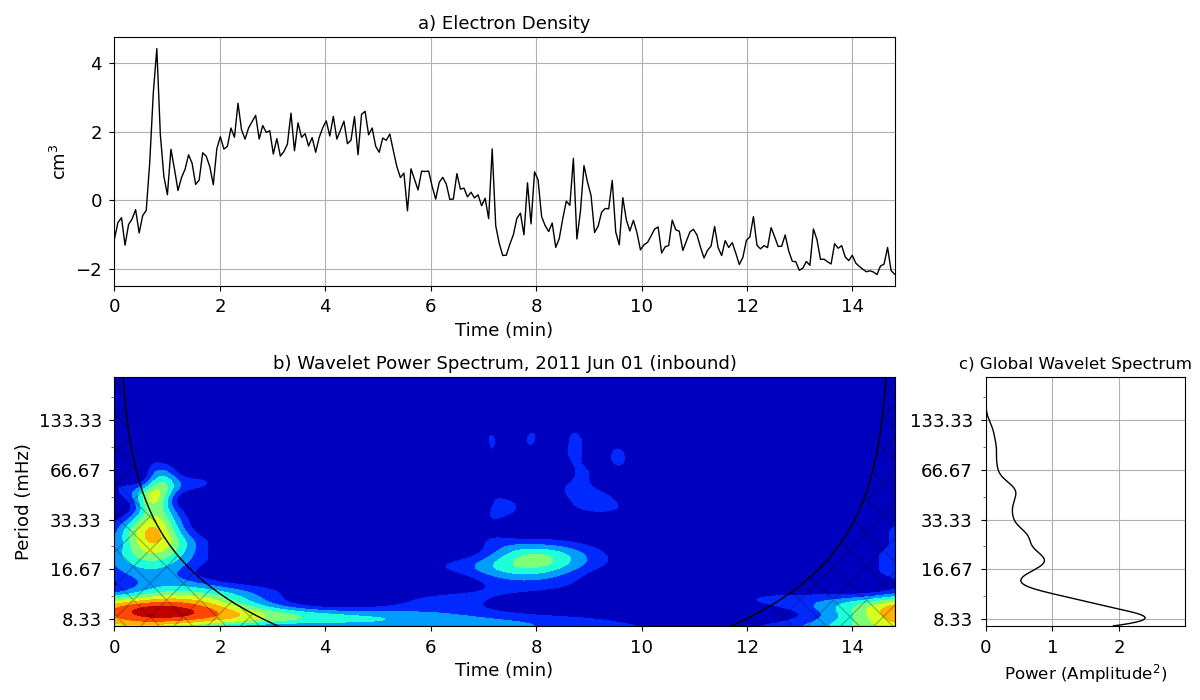 a) Electron Density
cm³
4
2
0
−2
0 2 4 6 8 10 12 14
Time (min)
b) Wavelet Power Spectrum, 2011 Jun 01 (inbound)
Period (mHz)
133.33
66.67
33.33
16.67
8.33
0 2 4 6 8 10 12 14
Time (min)
c) Global Wavelet Spectrum
133.33
66.67
33.33
16.67
8.33
0 1 2
Power (Amplitude²)